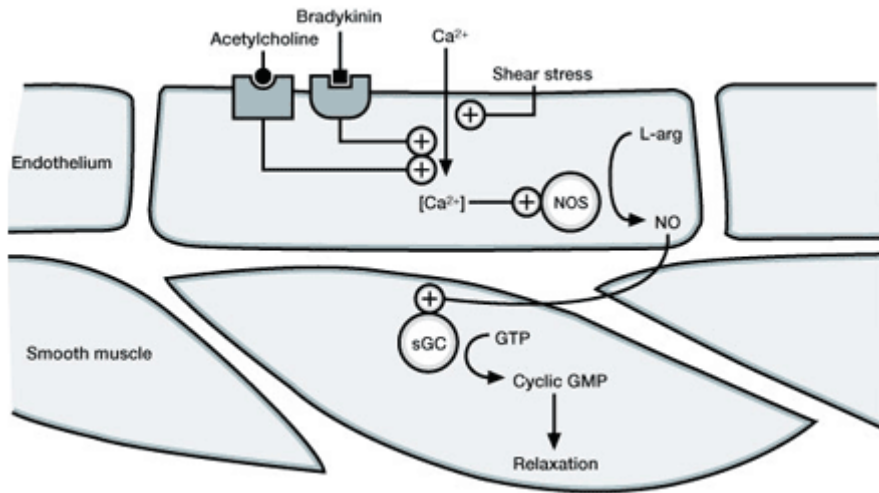 Bradykinin
Acetylcholine
Ca²⁺
Shear stress
+
L-arg
Endothelium
+
+
[Ca²⁺]
+
NOS
NO
+
Smooth muscle
sGC
GTP
Cyclic GMP
Relaxation